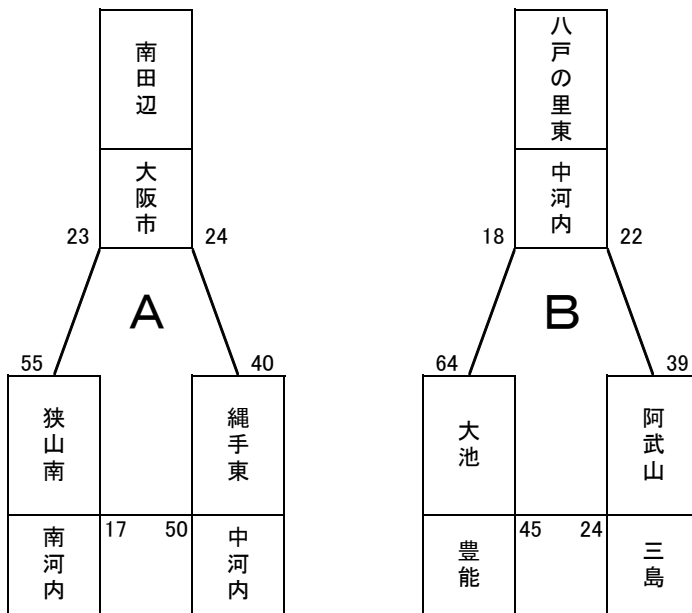 南田辺
八戸の里東
大阪市
中河内
23
24
18
22
A
B
55
40
64
39
狭山南
縄手東
大池
阿武山
17
50
45
24
南河内
中河内
豊能
三島